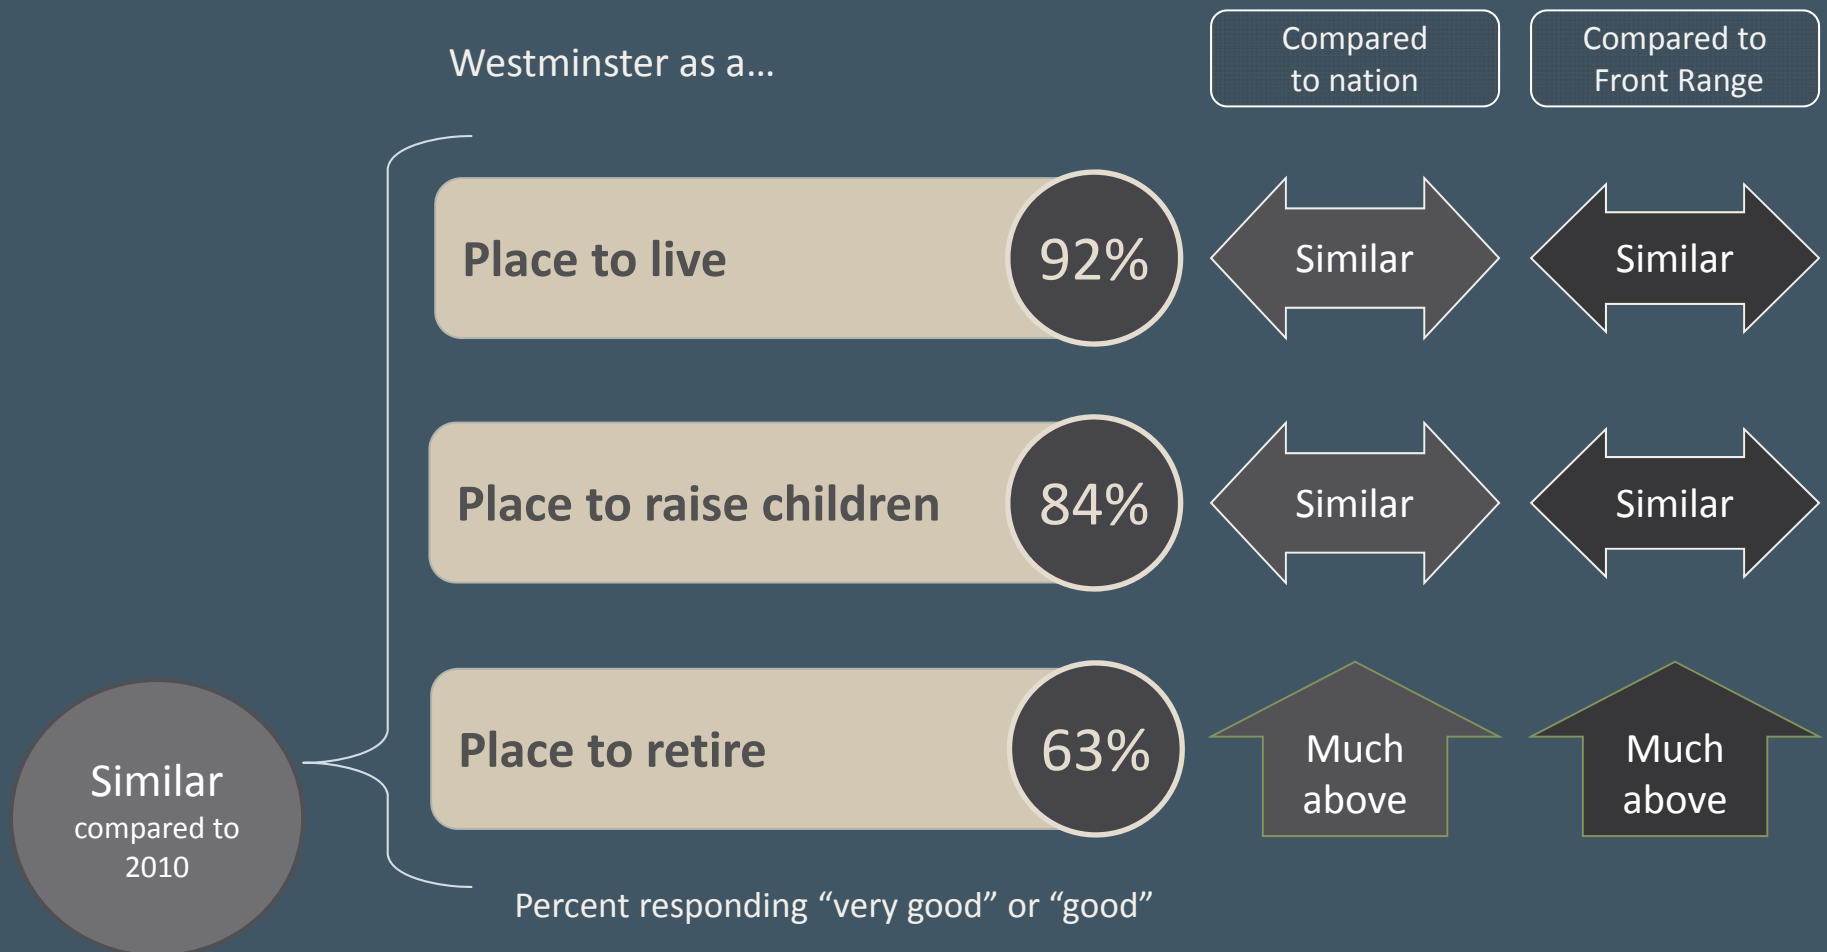 Westminster as a…
Compared
to nation
Compared to
Front Range
Place to live
92%
Similar
Similar
Place to raise children
84%
Similar
Similar
Place to retire
63%
Much
above
Much
above
Similar
compared to
2010
Percent responding “very good” or “good”